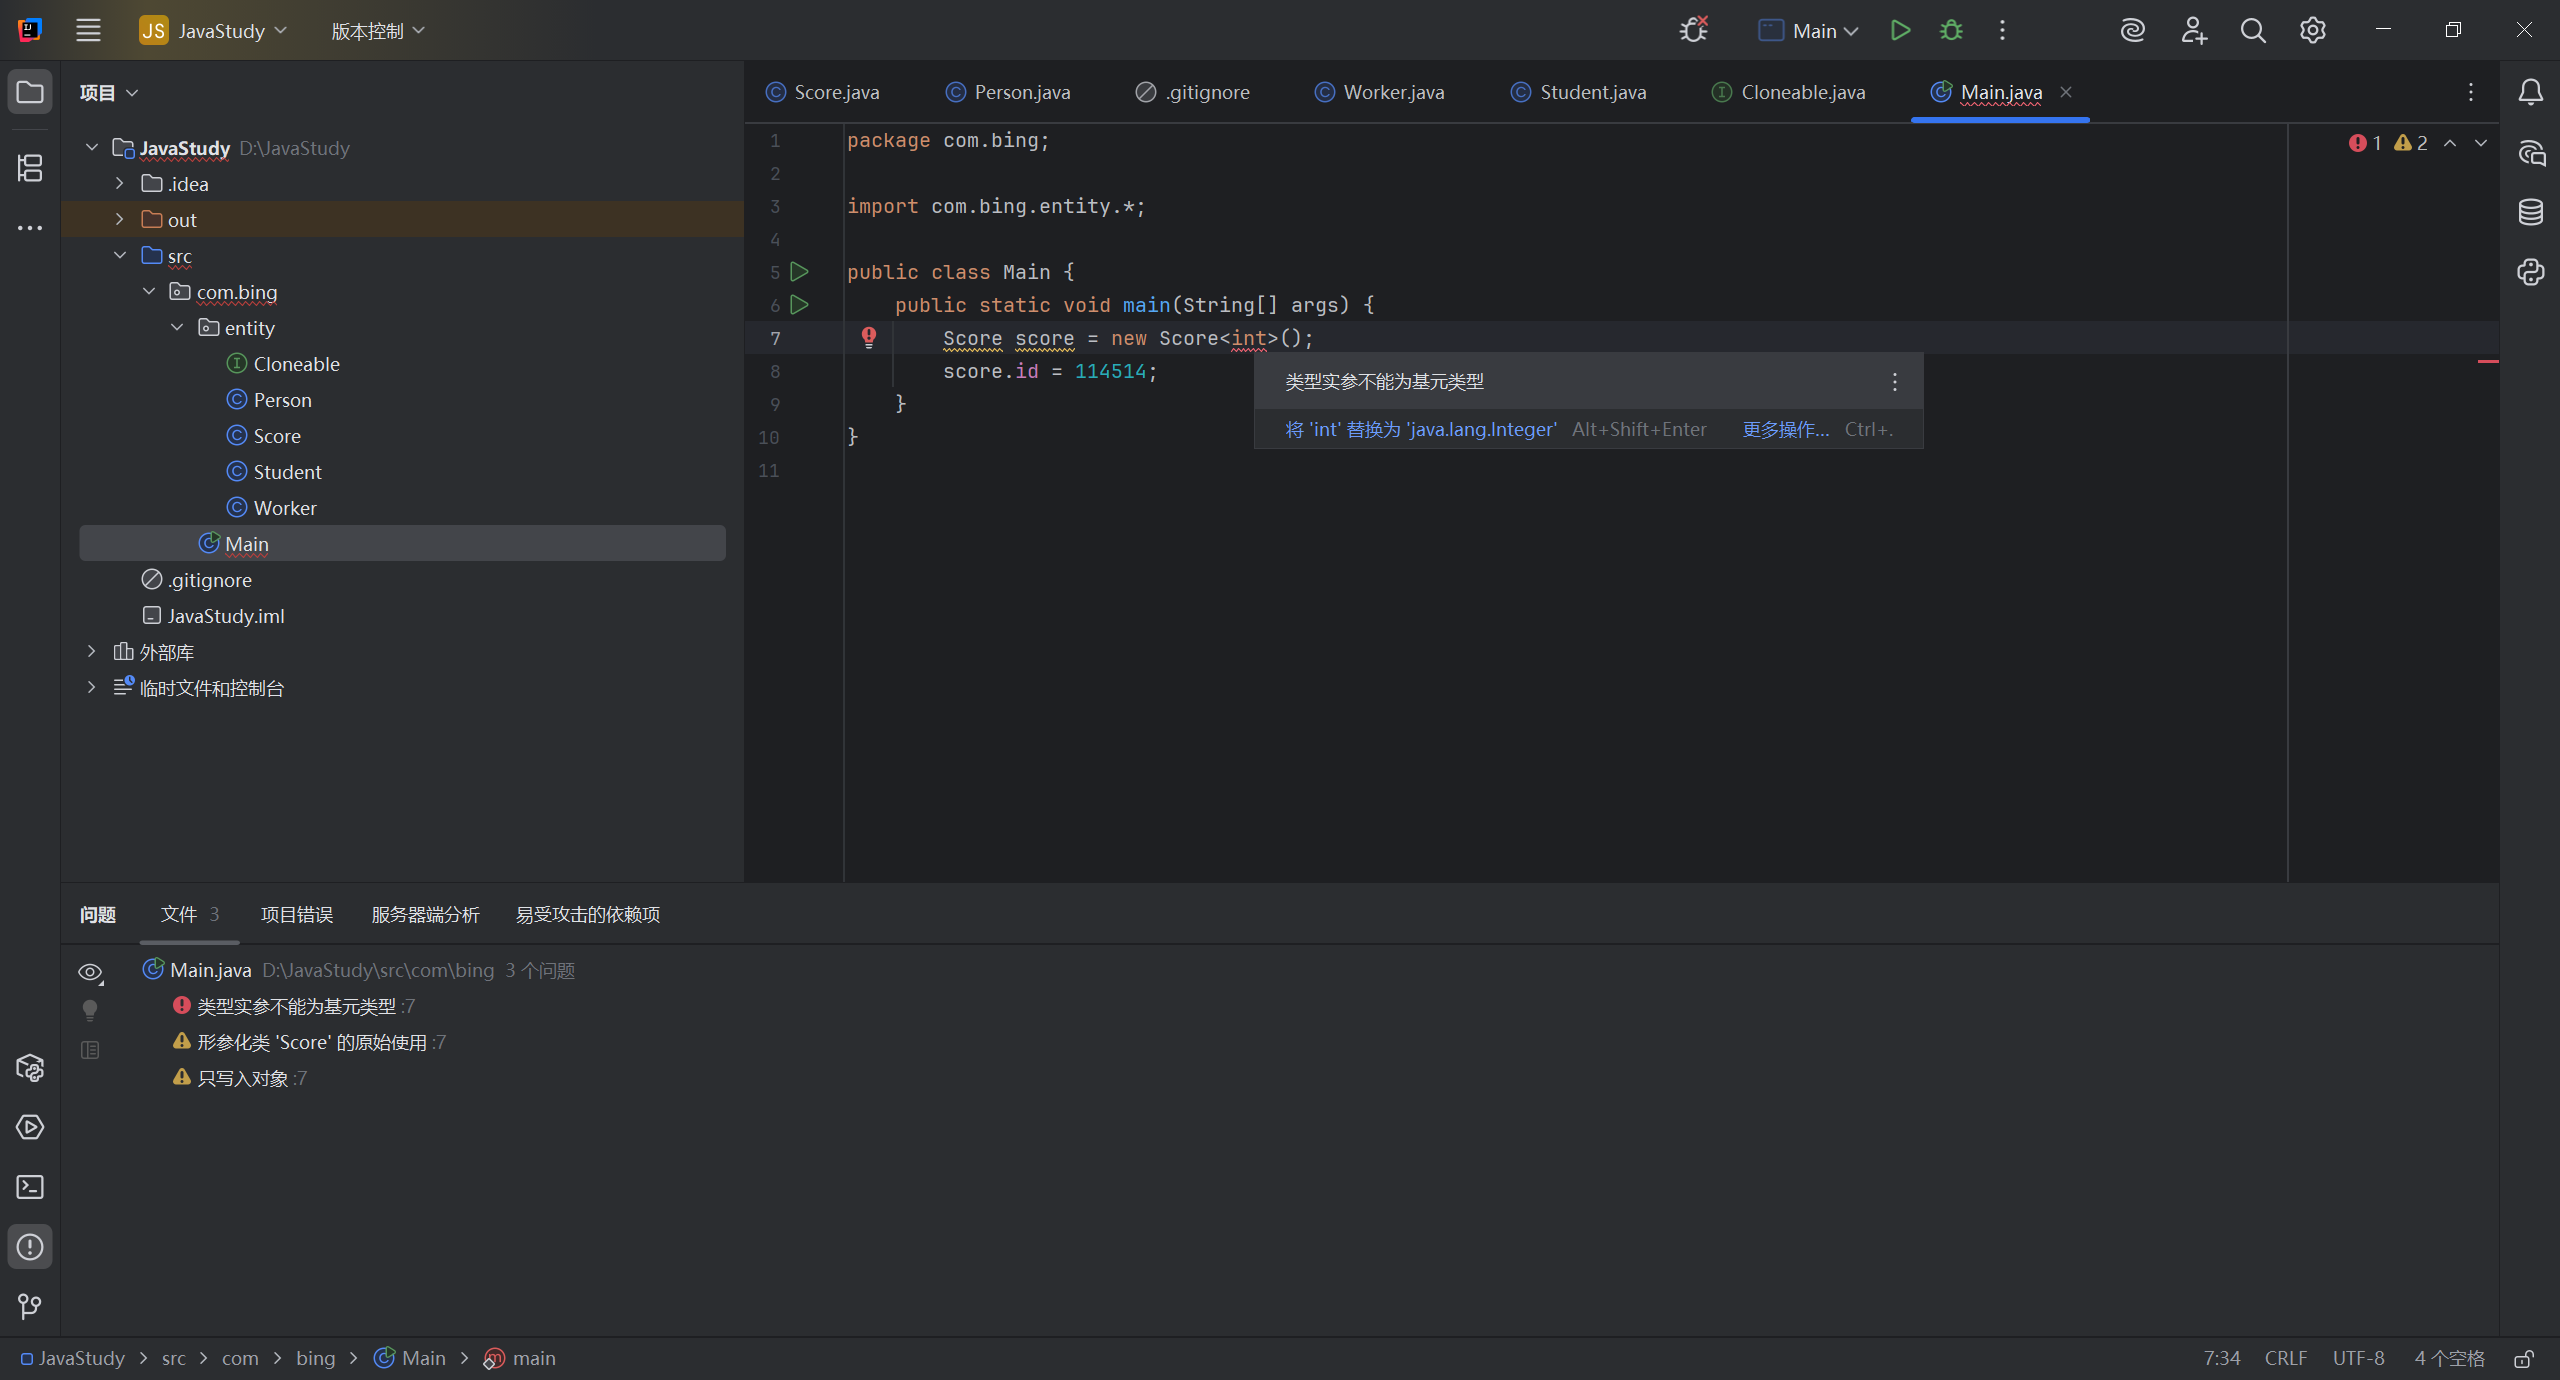 JS JavaStudy 版本控制 Main
项目
Score.java Person.java .gitignore Worker.java Student.java Cloneable.java Main.java
JavaStudy D:\JavaStudy
.idea
out
src
com.bing
entity
Cloneable
Person
Score
Student
Worker
Main
.gitignore
JavaStudy.iml
外部库
临时文件和控制台
1 2
1 package com.bing;
2
3 import com.bing.entity.*;
4
5 public class Main {
6 public static void main(String[] args) {
7 Score score = new Score<int>();
8 score.id = 114514;
9 }
10 }
11
类型实参不能为基元类型
将 'int' 替换为 'java.lang.Integer' Alt+Shift+Enter 更多操作... Ctrl+.
问题 文件 3 项目错误 服务器端分析 易受攻击的依赖项
Main.java D:\JavaStudy\src\com\bing 3 个问题
类型实参不能为基元类型 :7
形参化类 'Score' 的原始使用 :7
只写入对象 :7
JavaStudy > src > com > bing > Main > main
7:34 CRLF UTF-8 4 个空格